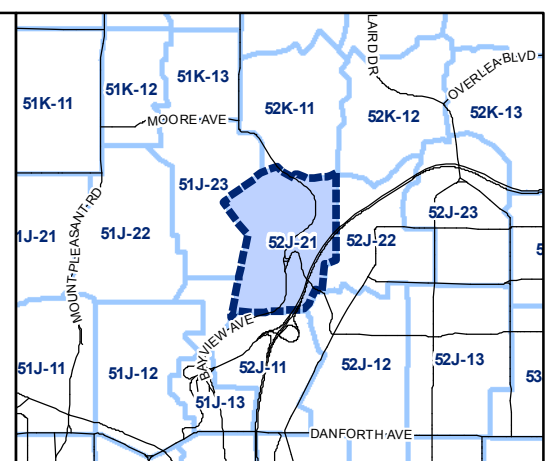 LAIRD DR
OVERLEA BLVD
51K-11
51K-12
51K-13
52K-11
52K-12
52K-13
MOORE AVE
51J-23
52J-23
1J-21
MOUNT PLEASANT RD
51J-22
52J-21
52J-22
5
BAYVIEW AVE
51J-11
51J-12
52J-11
52J-12
52J-13
53
51J-13
DANFORTH AVE